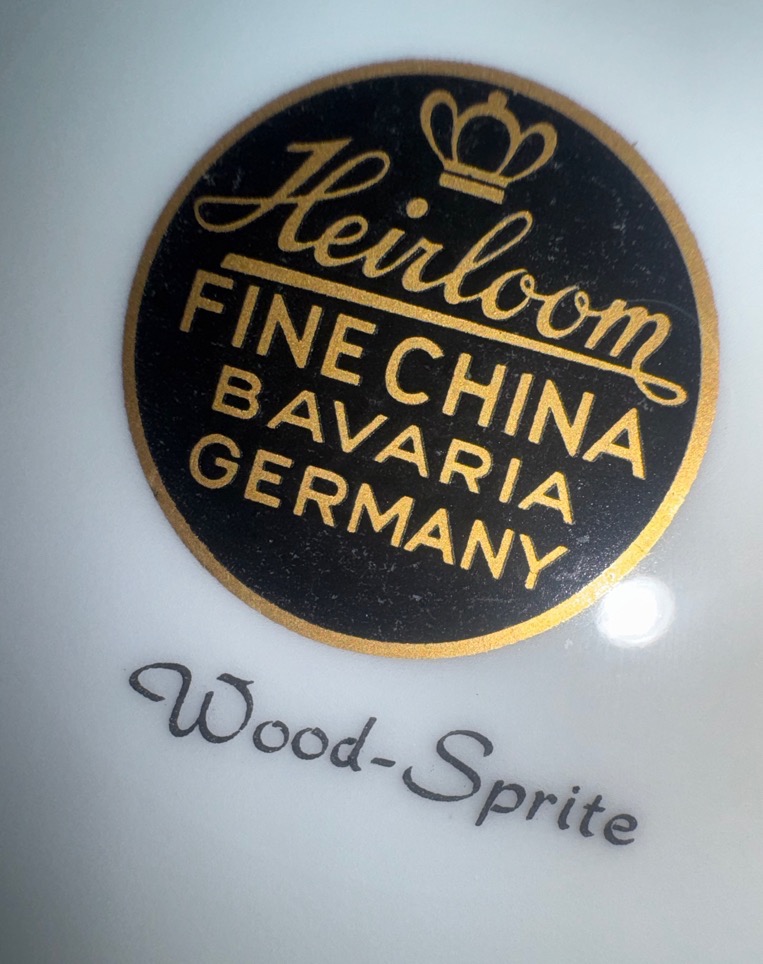 Heirloom
FINE CHINA
BAVARIA
GERMANY
Wood-Sprite